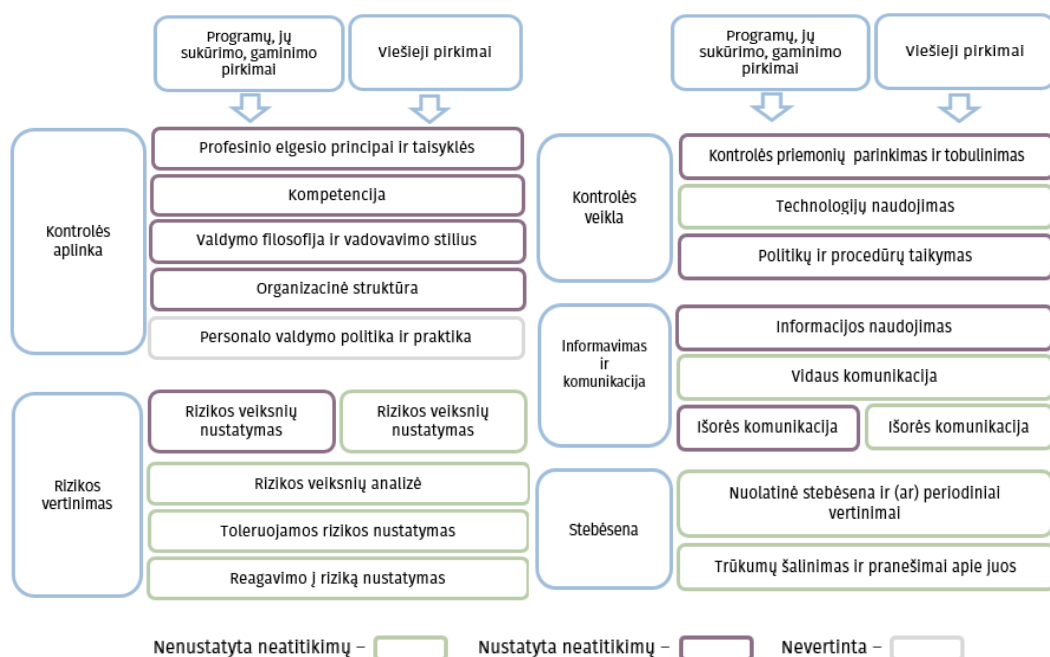 Programų, jų
sukūrimo, gaminimo
pirkimai
Viešieji pirkimai
Kontrolės
aplinka
Profesinio elgesio principai ir taisyklės
Kompetencija
Valdymo filosofija ir vadovavimo stilius
Organizacinė struktūra
Personalo valdymo politika ir praktika
Rizikos
vertinimas
Rizikos veiksnių
nustatymas
Rizikos veiksnių
nustatymas
Rizikos veiksnių analizė
Toleruojamos rizikos nustatymas
Reagavimo į riziką nustatymas
Programų, jų
sukūrimo, gaminimo
pirkimai
Viešieji pirkimai
Kontrolės
veikla
Kontrolės priemonių parinkimas ir tobulinimas
Technologijų naudojimas
Politikų ir procedūrų taikymas
Informavimas
ir
komunikacija
Informacijos naudojimas
Vidaus komunikacija
Išorės komunikacija
Išorės komunikacija
Stebėsena
Nuolatinė stebėsena ir (ar) periodiniai
vertinimai
Trūkumų šalinimas ir pranešimai apie juos
Nenustatyta neatitikimų –
Nustatyta neatitikimų –
Nevertinta –